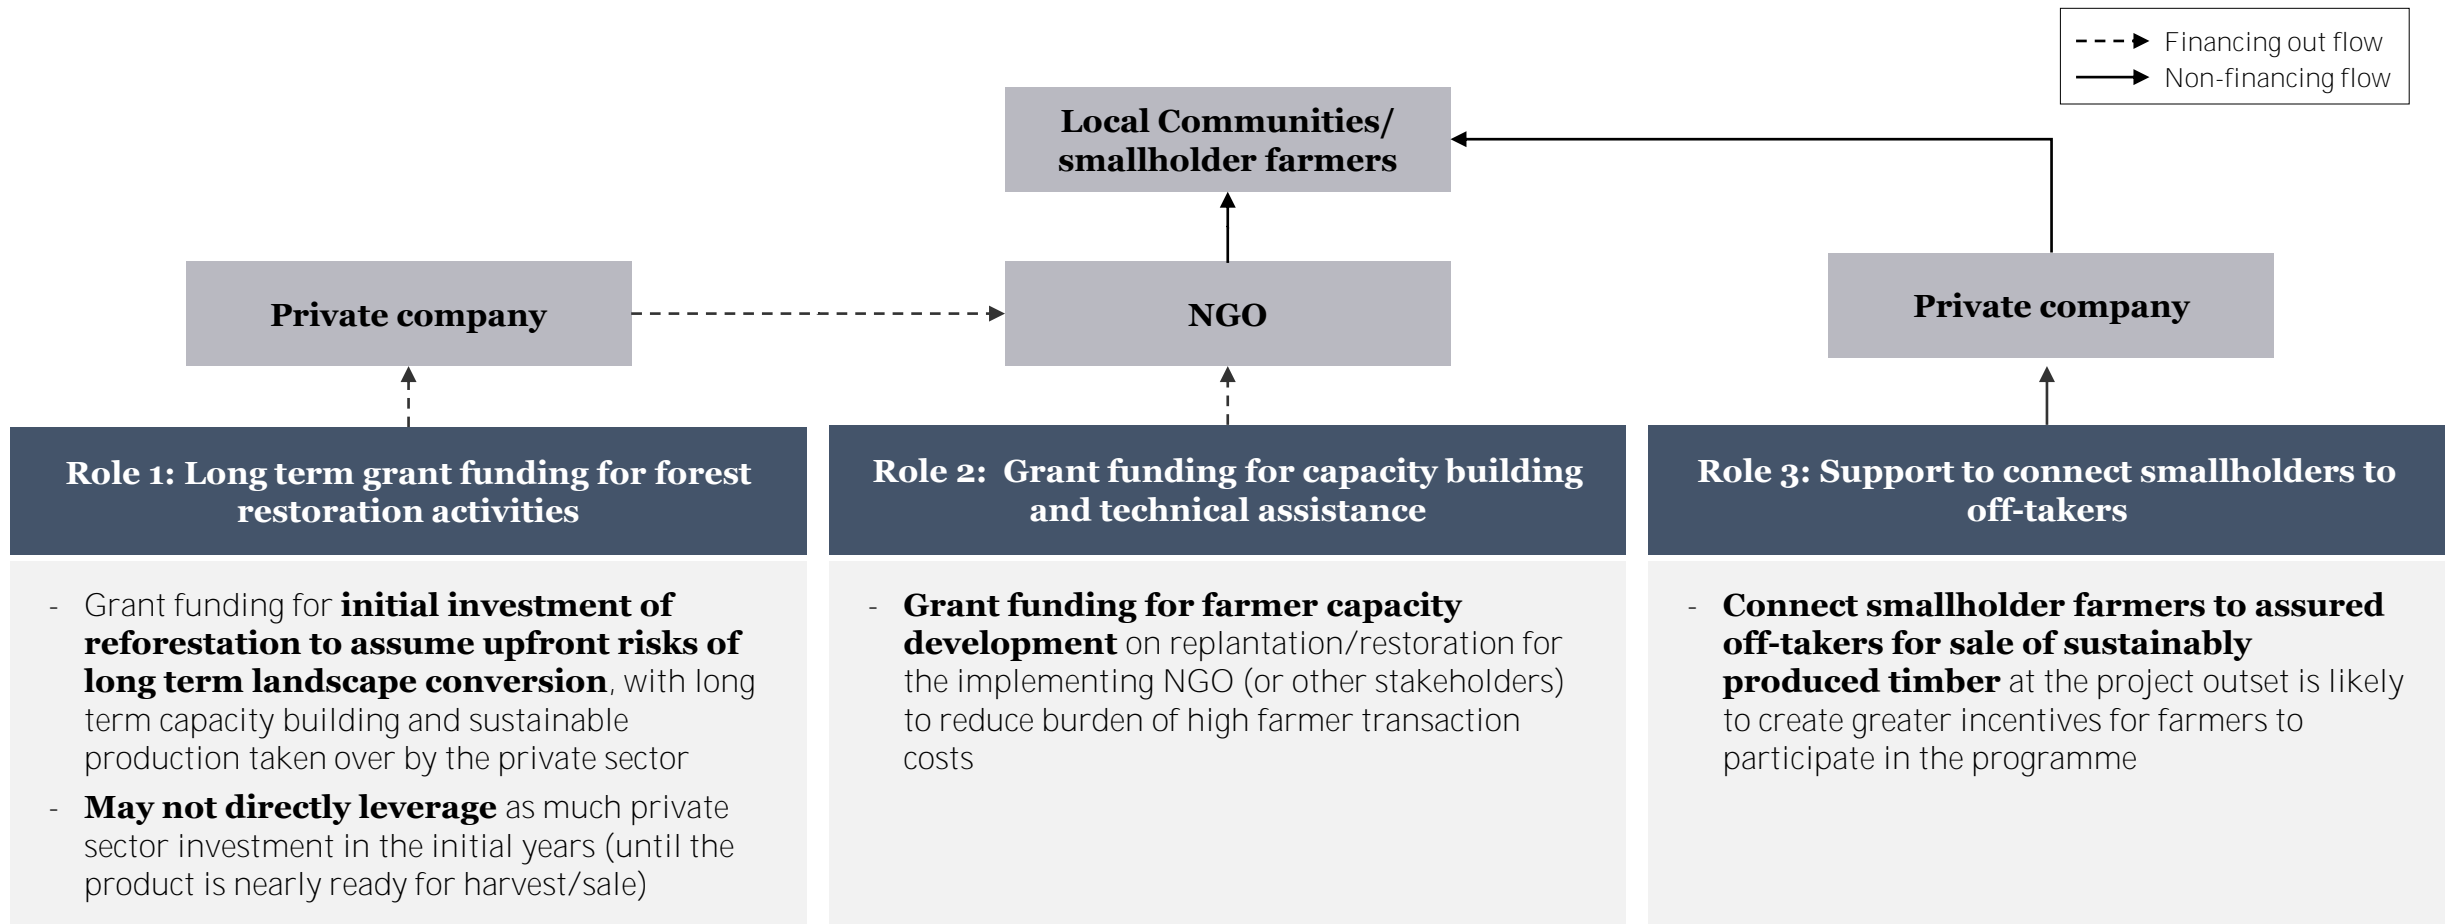 Financing out flow
Non-financing flow
Local Communities/
smallholder farmers
Private company
NGO
Private company
Role 1: Long term grant funding for forest
restoration activities
- Grant funding for initial investment of
reforestation to assume upfront risks of
long term landscape conversion, with long
term capacity building and sustainable
production taken over by the private sector
- May not directly leverage as much private
sector investment in the initial years (until the
product is nearly ready for harvest/sale)
Role 2: Grant funding for capacity building
and technical assistance
- Grant funding for farmer capacity
development on replantation/restoration for
the implementing NGO (or other stakeholders)
to reduce burden of high farmer transaction
costs
Role 3: Support to connect smallholders to
off-takers
- Connect smallholder farmers to assured
off-takers for sale of sustainably
produced timber at the project outset is likely
to create greater incentives for farmers to
participate in the programme